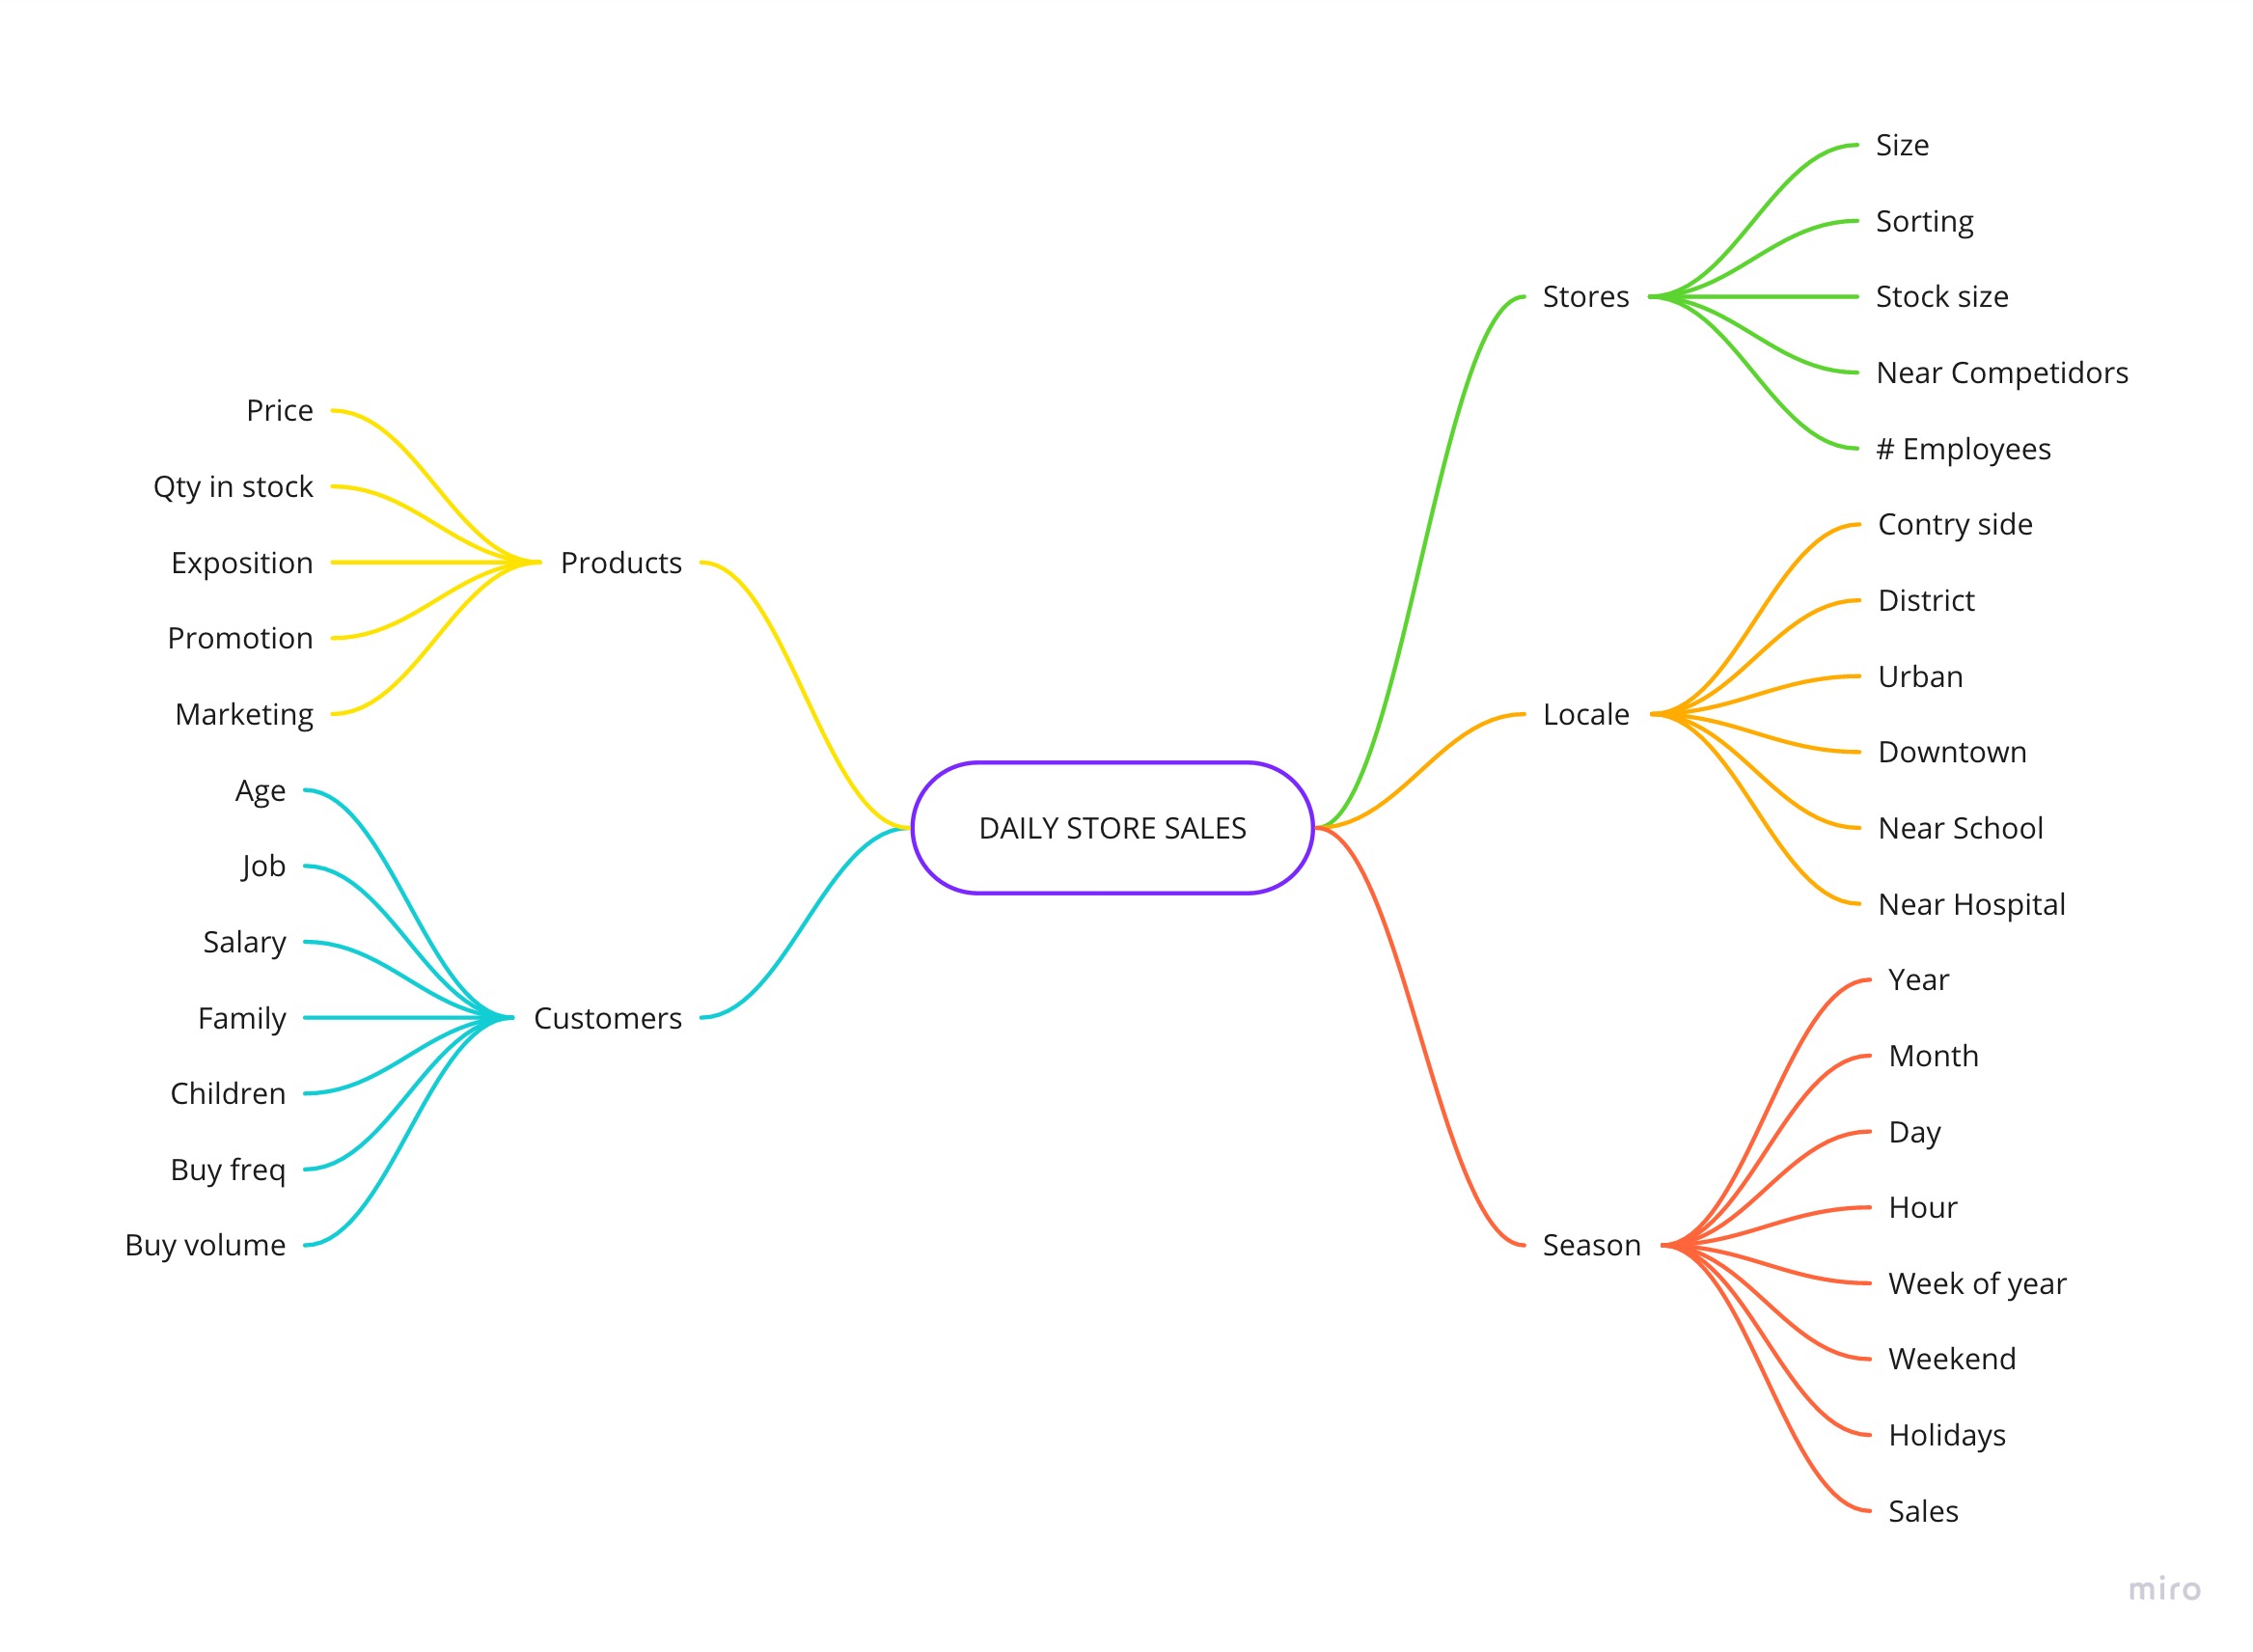 Price
Qty in stock
Exposition
Promotion
Marketing
Products
Age
Job
Salary
Family
Children
Buy freq
Buy volume
Customers
DAILY STORE SALES
Stores
Size
Sorting
Stock size
Near Competidors
# Employees
Locale
Contry side
District
Urban
Downtown
Near School
Near Hospital
Season
Year
Month
Day
Hour
Week of year
Weekend
Holidays
Sales
miro